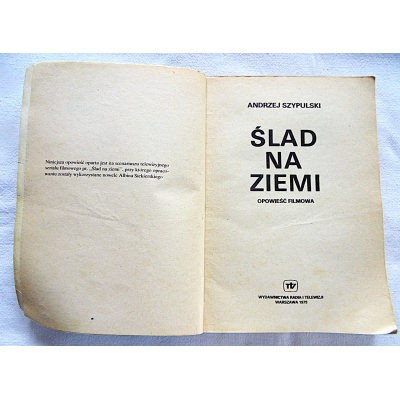 Niniejsza opowieść oparta jest na scenariuszu telewizyjnego
serialu filmowego pt. „Ślad na ziemi”, przy którego opraco-
waniu zostały wykorzystane nowele Albina Siekierskiego
ANDRZEJ SZYPULSKI
ŚLAD
NA
ZIEMI
OPOWIEŚĆ FILMOWA
WYDAWNICTWA RADIA I TELEWIZJI
WARSZAWA 1979